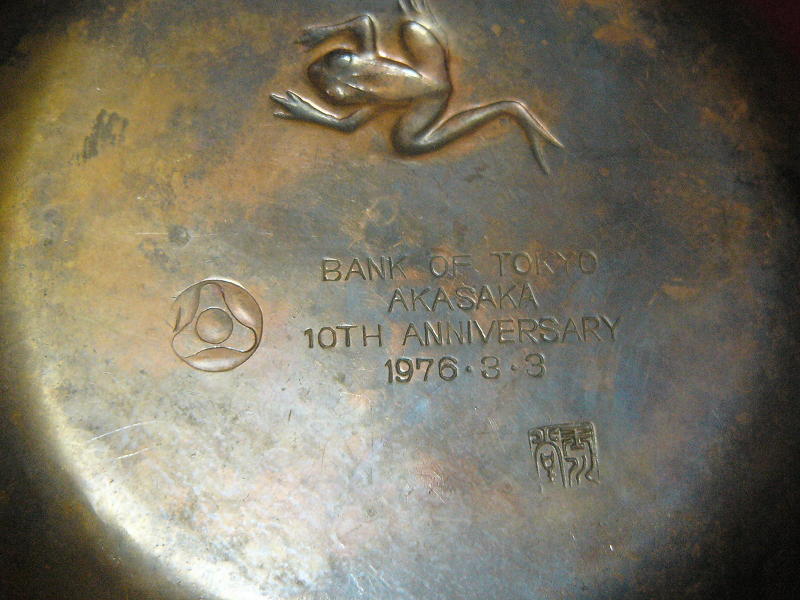 BANK OF TOKYO
AKASAKA
10TH ANNIVERSARY
1976·3·3